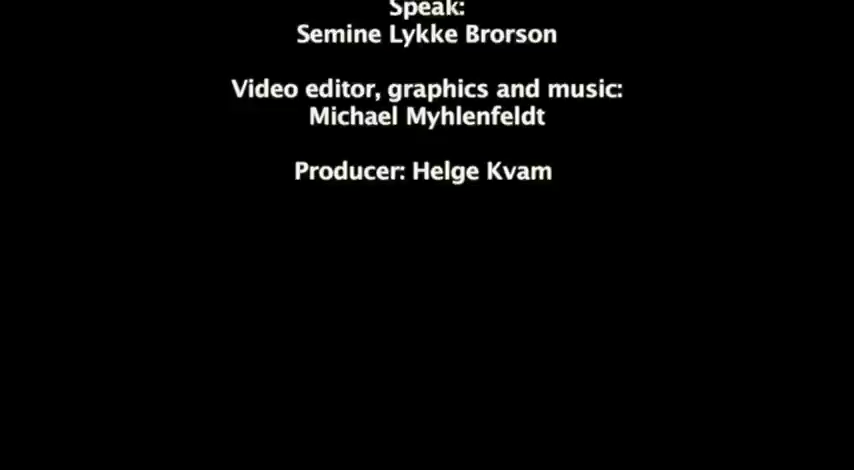 Speak:
Semine Lykke Brorson
Video editor, graphics and music:
Michael Myhlenfeldt
Producer: Helge Kvam